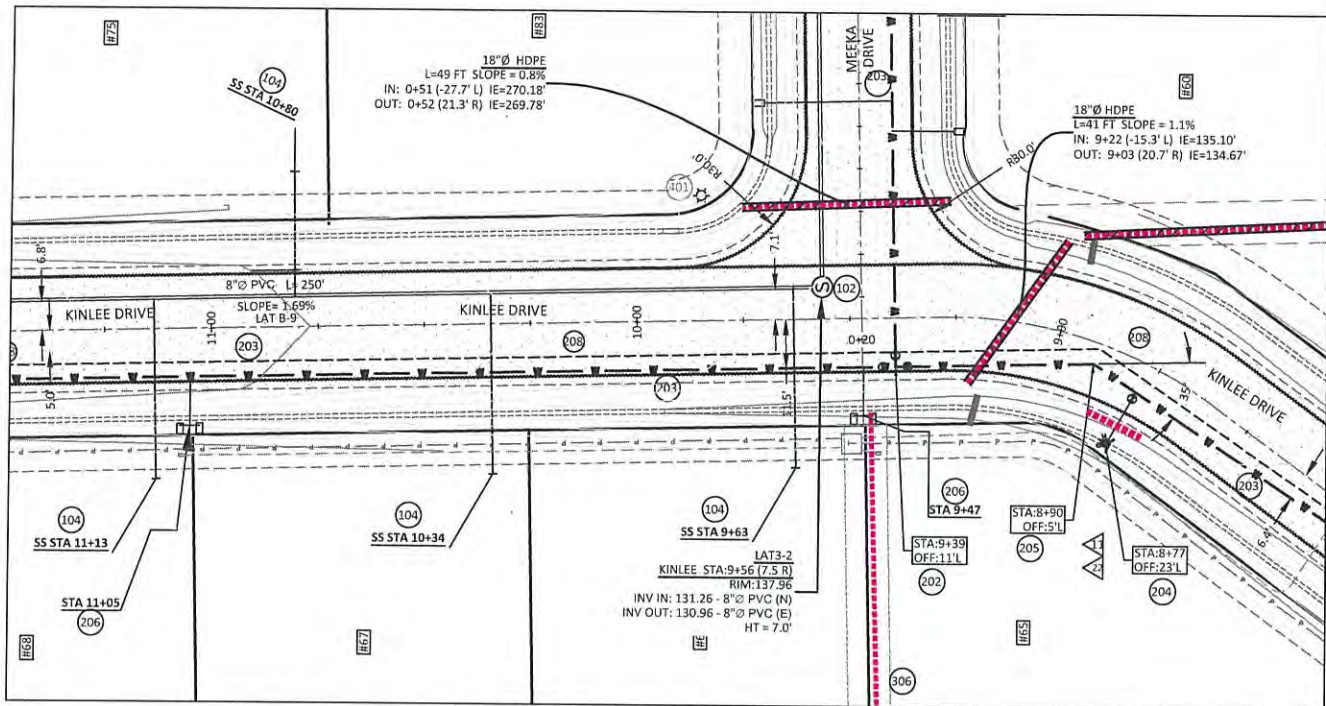 #75
#83
#60
104
SS STA 10+80
18"Ø HDPE
L=49 FT SLOPE = 0.8%
IN: 0+51 (-27.7' L) IE=270.18'
OUT: 0+52 (21.3' R) IE=269.78'
MEEKA
DRIVE
203
18"Ø HDPE
L=41 FT SLOPE = 1.1%
IN: 9+22 (-15.3' L) IE=135.10'
OUT: 9+03 (20.7' R) IE=134.67'
R30.0'
R30.0'
401
6.8'
7.1'
8"Ø PVC L= 250'
SLOPE= 1.69%
LAT B-9
KINLEE DRIVE
11+00
KINLEE DRIVE
10+00
S
102
0+20
9+00
208
203
208
203
5.0'
35°
KINLEE DRIVE
203
6.4'
104
SS STA 11+13
104
SS STA 10+34
104
SS STA 9+63
206
STA 9+47
STA 11+05
206
LAT3-2
KINLEE STA:9+56 (7.5 R)
RIM:137.96
INV IN: 131.26 - 8"Ø PVC (N)
INV OUT: 130.96 - 8"Ø PVC (E)
HT = 7.0'
STA:9+39
OFF:11'L
202
STA:8+90
OFF:5'L
205
11
22
STA:8+77
OFF:23'L
204
#68
#67
#65
306